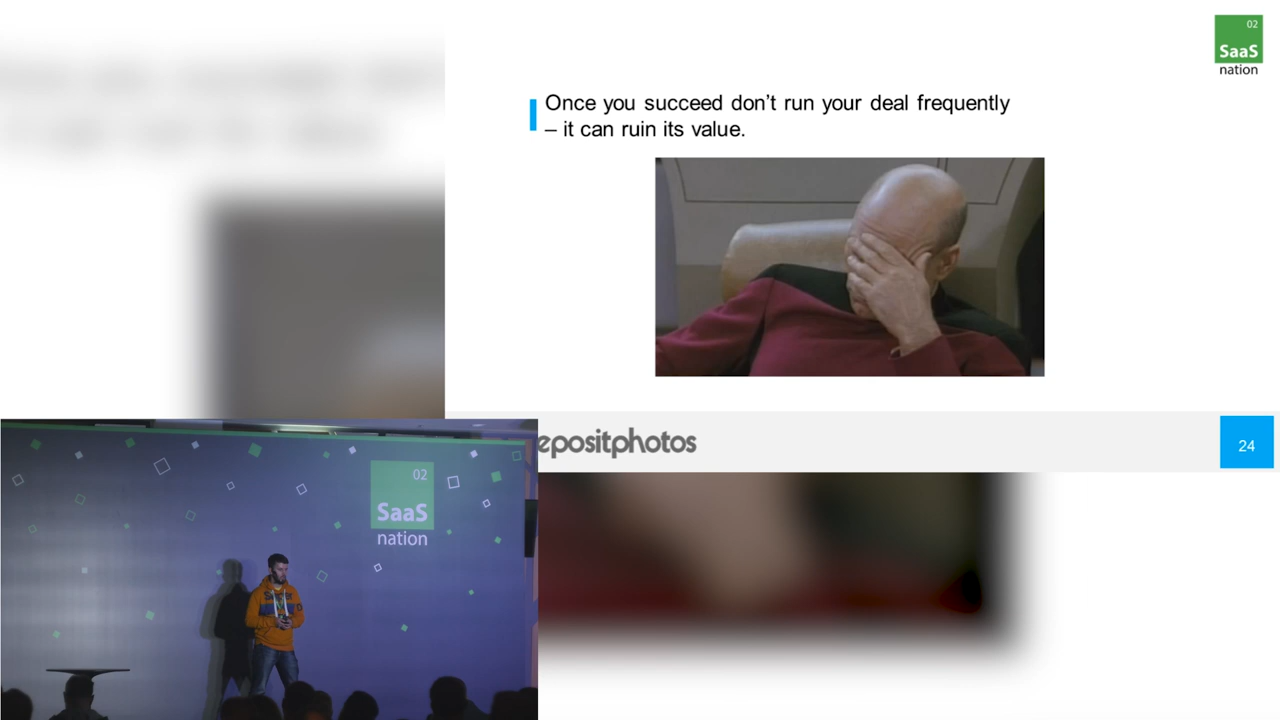 02
SaaS
nation
Once you succeed don’t run your deal frequently
– it can ruin its value.
epositphotos
24
02
SaaS
nation